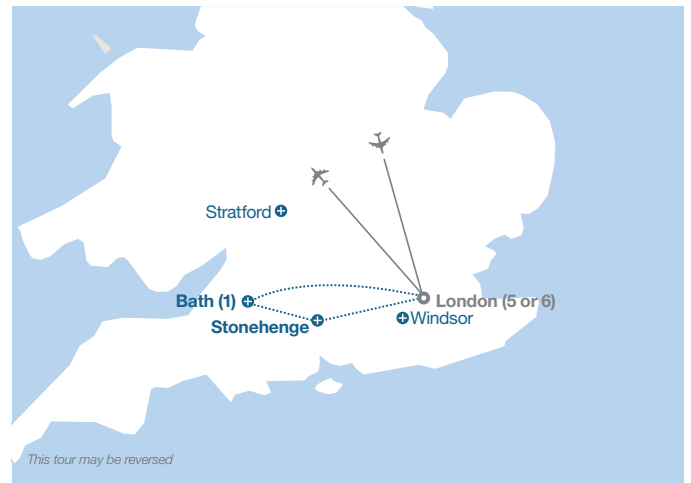 Stratford
Bath (1)
London (5 or 6)
Stonehenge
Windsor
This tour may be reversed